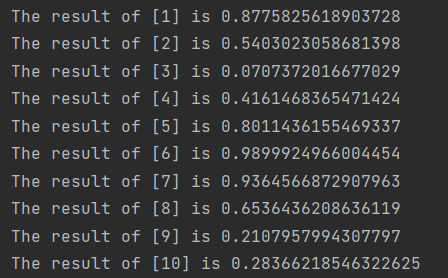 The result of [1] is 0.8775825618903728
The result of [2] is 0.5403023058681398
The result of [3] is 0.0707372016677029
The result of [4] is 0.4161468365471424
The result of [5] is 0.8011436155469337
The result of [6] is 0.9899924966004454
The result of [7] is 0.9364566872907963
The result of [8] is 0.6536436208636119
The result of [9] is 0.2107957994307797
The result of [10] is 0.28366218546322625